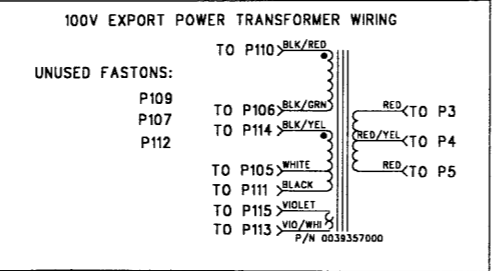 100V EXPORT POWER TRANSFORMER WIRING
UNUSED FASTONS:
P109
P107
P112
TO P110 BLK/RED
TO P106 BLK/GRN
TO P114 BLK/YEL
TO P105 WHITE
TO P111 BLACK
TO P115 VIOLET
TO P113 VIO/WHI
RED TO P3
RED/YEL TO P4
RED TO P5
P/N 0039357000